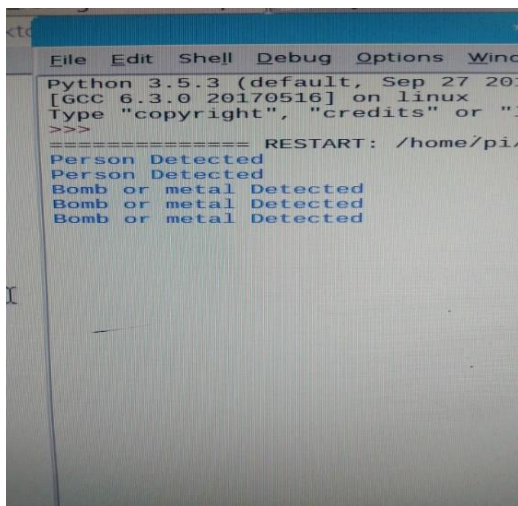 File Edit Shell Debug Options
Python 3.5.3 (default, Sep 27
[GCC 6.3.0 20170516] on linux
Type "copyright", "credits" or
>>>
============== RESTART: /home/pi/
Person Detected
Person Detected
Bomb or metal Detected
Bomb or metal Detected
Bomb or metal Detected